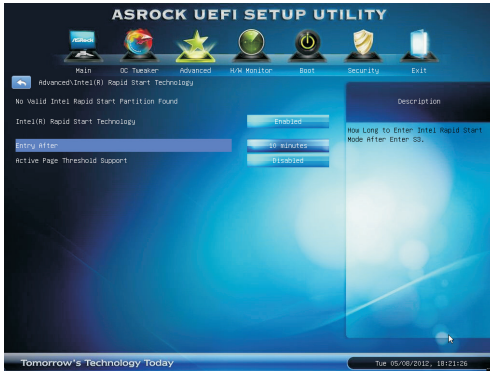 ASROCK UEFI SETUP UTILITY
ASRock
Main OC Tweaker Advanced H/W Monitor Boot Security Exit
Advanced\Intel(R) Rapid Start Technology
No Valid Intel Rapid Start Partition Found
Intel(R) Rapid Start Technology Enabled
Entry After 10 minutes
Active Page Threshold Support Disabled
Description
How Long to Enter Intel Rapid Start
Mode After Enter S3.
Tomorrow's Technology Today
Tue 05/08/2012, 18:21:26